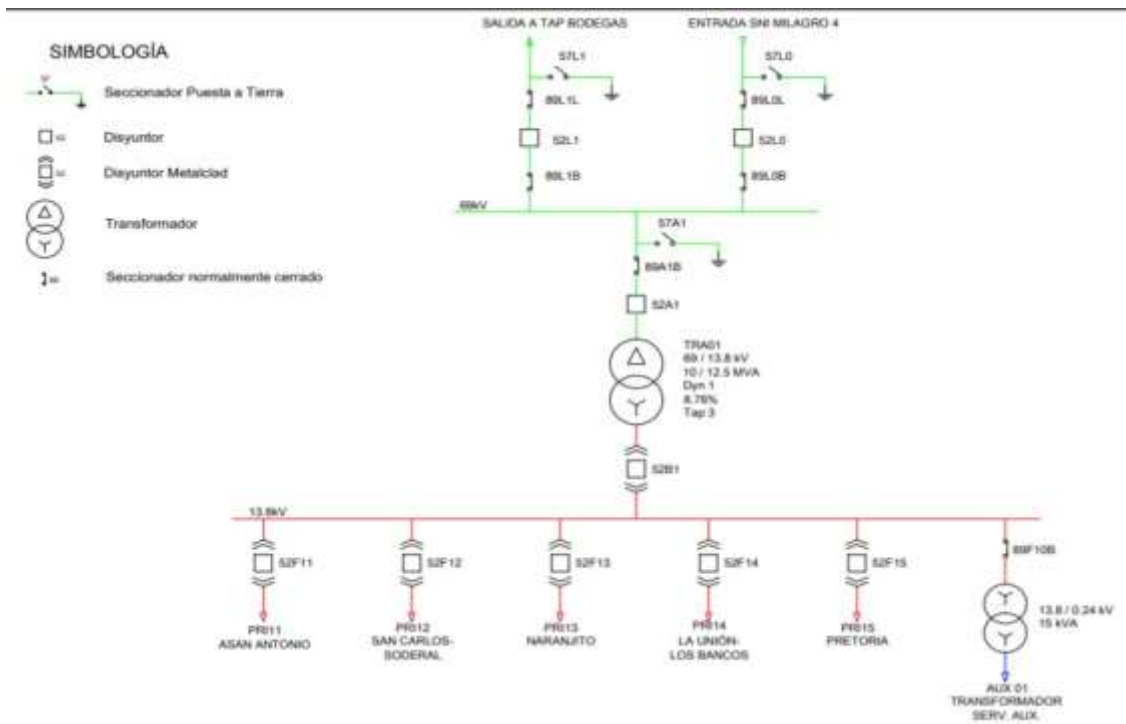 SALIDA A TAP BODEGAS
ENTRADA SNI MILAGRO 4
SIMBOLOGÍA
Seccionador Puesta a Tierra
Disyuntor
Disyuntor Metalclad
Transformador
Seccionador normalmente cerrado
57L1
57L0
89L1L
89L0L
52L1
52L0
89L1B
89L0B
69kV
57A1
89A1B
52A1
TRA01
69 / 13.8 kV
10 / 12.5 MVA
Dyn 1
8.76%
Tap 3
52B1
13.8kV
52F11
52F12
52F13
52F14
52F15
89F10B
13.8 / 0.24 kV
15 kVA
PRI11
ASAN ANTONIO
PRI12
SAN CARLOS-
SODERAL
PRI13
NARANJITO
PRI14
LA UNIÓN-
LOS BANCOS
PRI15
PRETORIA
AUX 01
TRANSFORMADOR
SERV. AUX.